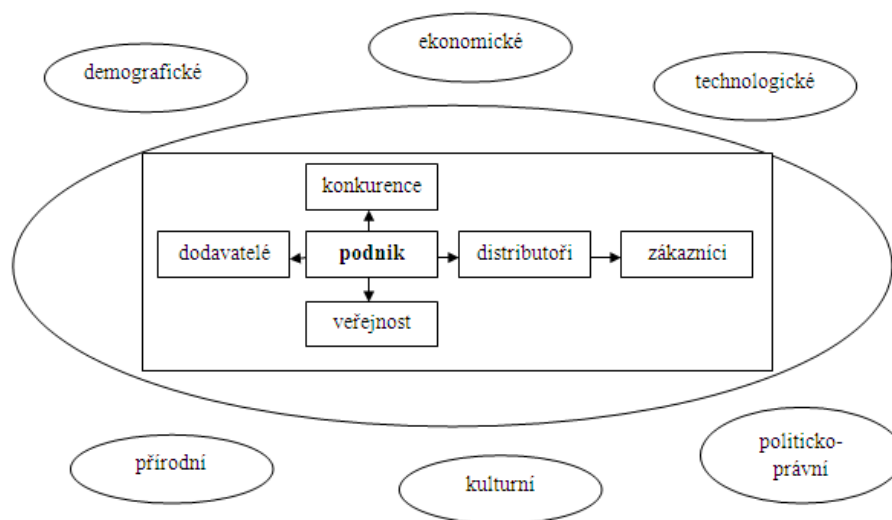 ekonomické
demografické
technologické
konkurence
dodavatelé
podnik
distributoři
zákazníci
veřejnost
politicko-
právní
přírodní
kulturní